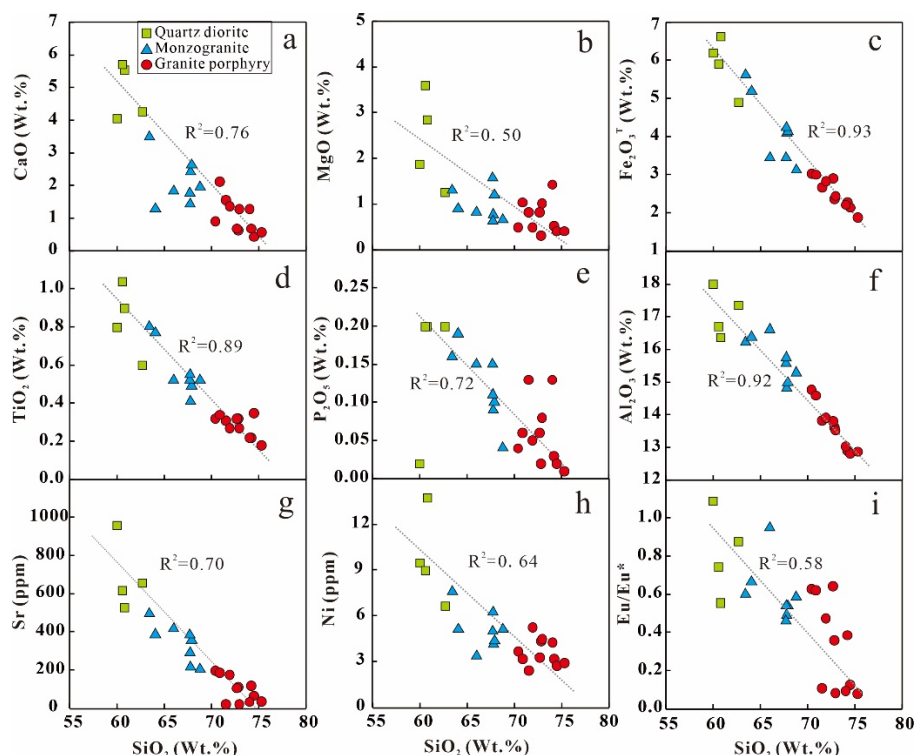 Quartz diorite
Monzogranite
Granite porphyry
a
CaO (Wt.%)
7
6
5
4
3
2
1
0
R²=0.76
b
MgO (Wt.%)
5
4
3
2
1
0
R²=0. 50
c
Fe₂O₃ᵀ (Wt.%)
7
6
5
4
3
2
1
R²=0.93
d
TiO₂ (Wt.%)
1.0
0.8
0.6
0.4
0.2
0.0
R²=0.89
e
P₂O₅ (Wt.%)
0.25
0.20
0.15
0.10
0.05
0.00
R²=0.72
f
Al₂O₃ (Wt.%)
18
17
16
15
14
13
12
R²=0.92
g
Sr (ppm)
1000
800
600
400
200
0
R²=0.70
55 60 65 70 75 80
SiO₂ (Wt.%)
h
Ni (ppm)
12
9
6
3
0
R²=0. 64
55 60 65 70 75 80
SiO₂ (Wt.%)
i
Eu/Eu*
1.2
1.0
0.8
0.6
0.4
0.2
0.0
R²=0.58
55 60 65 70 75 80
SiO₂ (Wt.%)